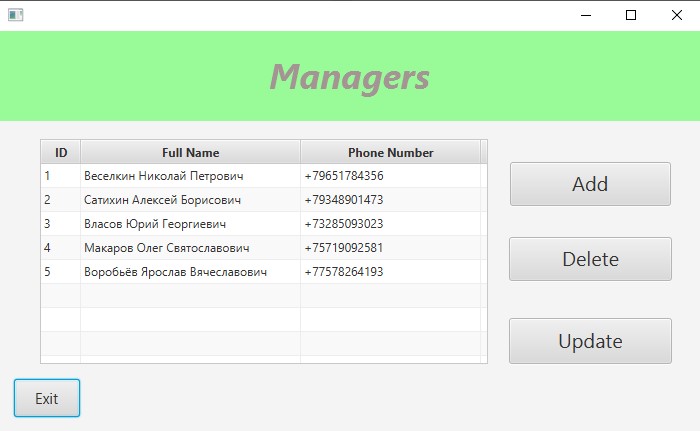 Managers
ID Full Name Phone Number
1 Веселкин Николай Петрович +79651784356
2 Сатихин Алексей Борисович +79348901473
3 Власов Юрий Георгиевич +73285093023
4 Макаров Олег Святославович +75719092581
5 Воробьёв Ярослав Вячеславович +77578264193
Add
Delete
Update
Exit